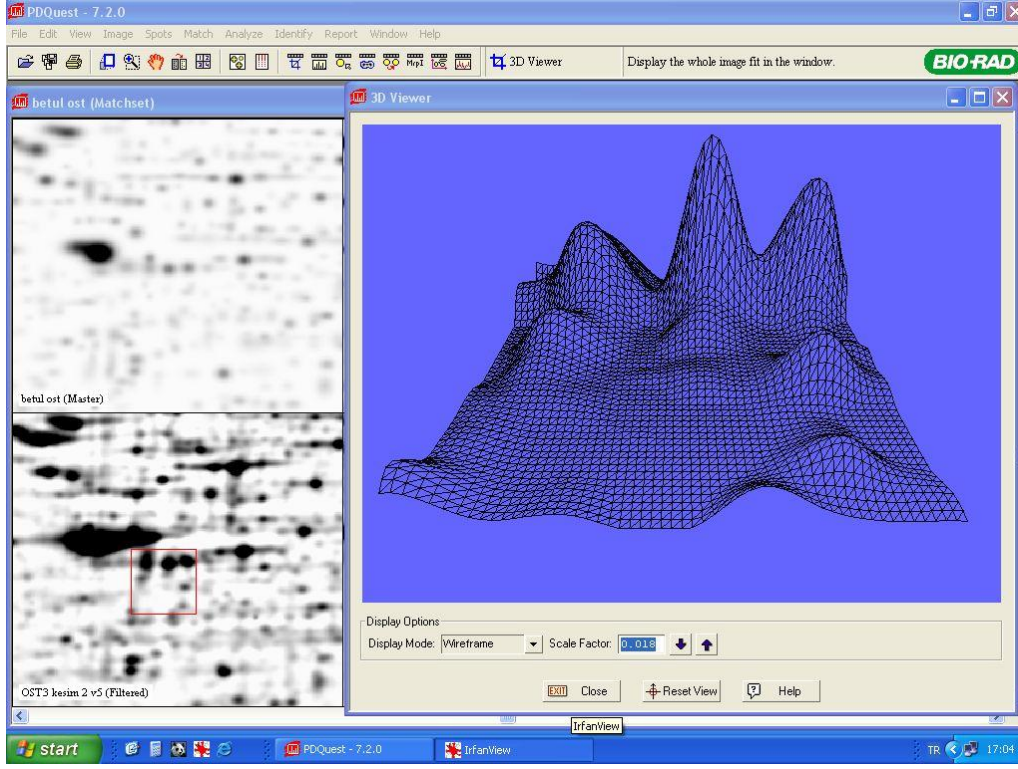 PDQuest - 7.2.0
File Edit View Image Spots Match Analyze Identify Report Window Help
MrpI
3D Viewer
Display the whole image fit in the window.
BIO-RAD
betul ost (Matchset)
3D Viewer
betul ost (Master)
OST3 kesim 2 v5 (Filtered)
Display Options
Display Mode: Wireframe Scale Factor: 0.018
EXIT Close Reset View Help
IrfanView
start PDQuest - 7.2.0 IrfanView TR 17:04